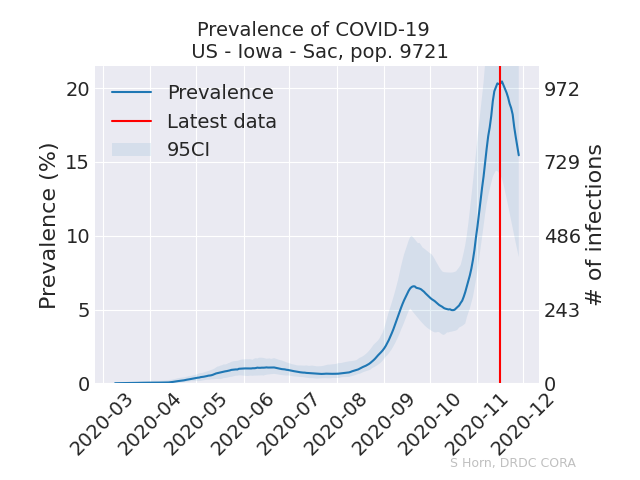 Prevalence of COVID-19
US - Iowa - Sac, pop. 9721
Prevalence
Latest data
95CI
Prevalence (%)
20
15
10
5
0
972
729
486
243
0
# of infections
2020-03
2020-04
2020-05
2020-06
2020-07
2020-08
2020-09
2020-10
2020-11
2020-12
S Horn, DRDC CORA